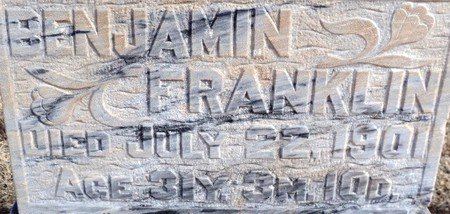 BENJAMIN
FRANKLIN
DIED JULY 22, 1901
AGE. 31Y. 3M. 10D.